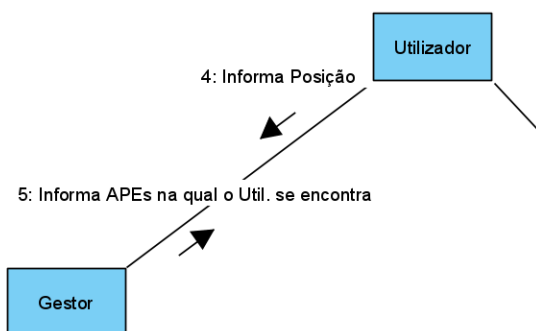 Utilizador
4: Informa Posição
5: Informa APEs na qual o Util. se encontra
Gestor